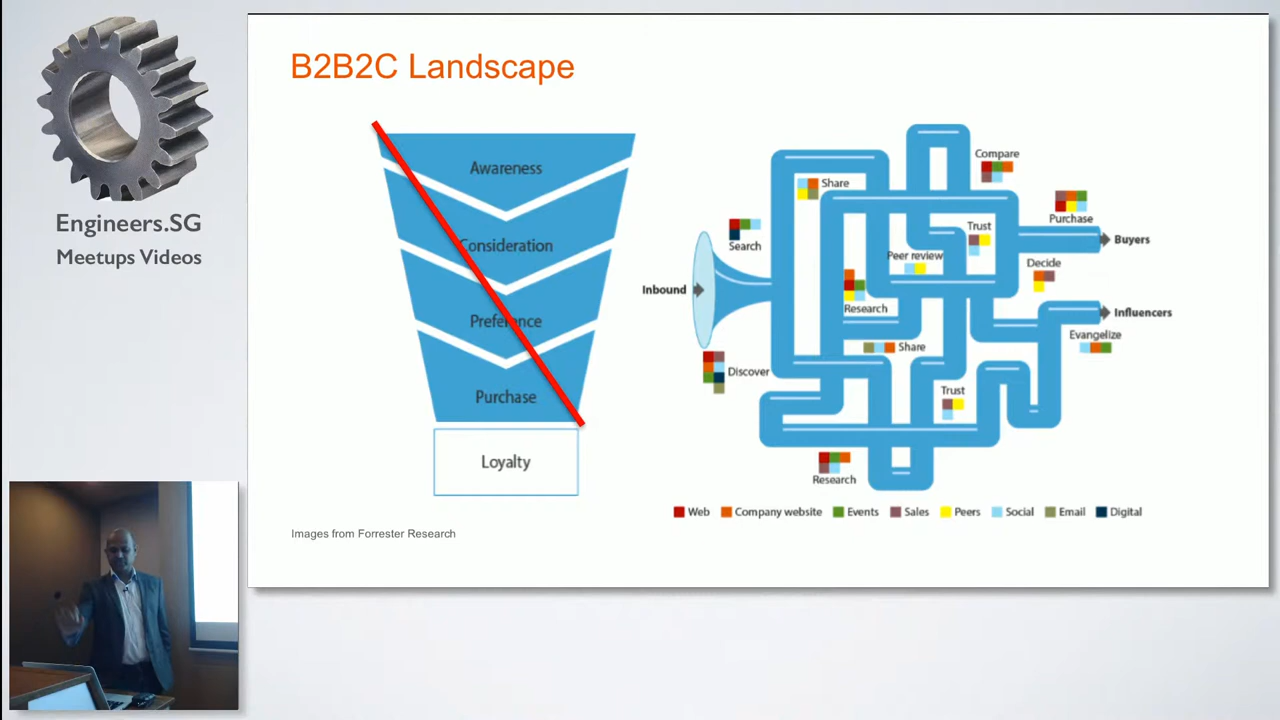 B2B2C Landscape
Engineers.SG
Meetups Videos
Awareness
Consideration
Preference
Purchase
Loyalty
Images from Forrester Research
Inbound
Search
Discover
Share
Compare
Purchase
Trust
Buyers
Peer review
Decide
Research
Influencers
Evangelize
Share
Trust
Research
Web Company website Events Sales Peers Social Email Digital